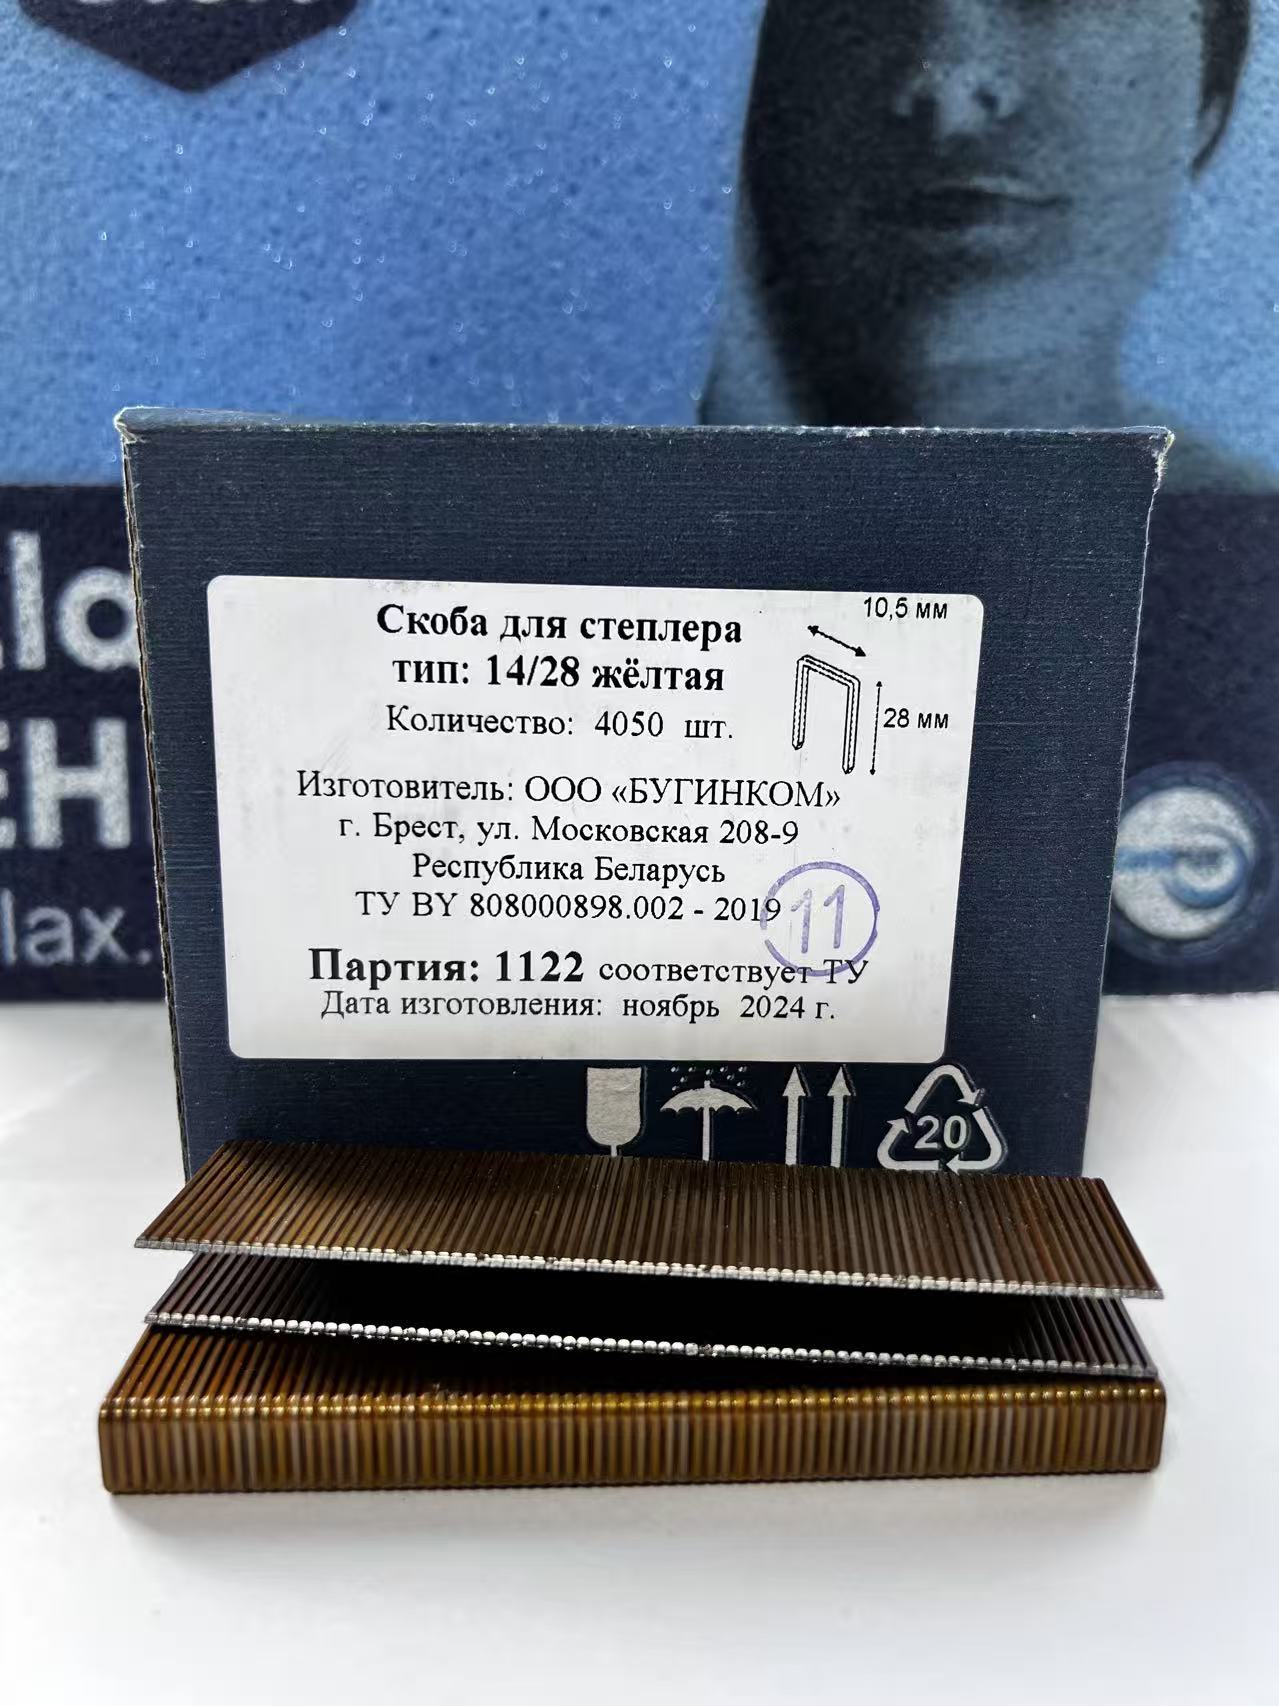 10,5 мм
Скоба для степлера
тип: 14/28 жёлтая
28 мм
Количество: 4050 шт.
Изготовитель: ООО «БУГИНКОМ»
г. Брест, ул. Московская 208-9
Республика Беларусь
ТУ BY 808000898.002 - 2019
11
Партия: 1122 соответствует ТУ
Дата изготовления: ноябрь 2024 г.
20
lax.